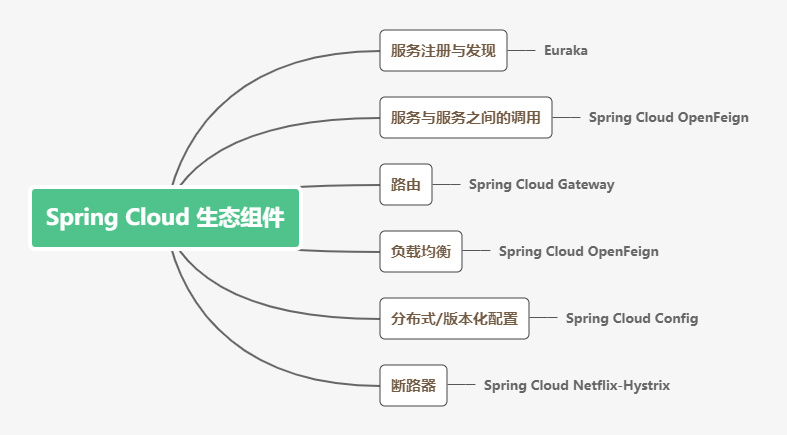 服务注册与发现 Euraka
服务与服务之间的调用 Spring Cloud OpenFeign
路由 Spring Cloud Gateway
Spring Cloud 生态组件
负载均衡 Spring Cloud OpenFeign
分布式/版本化配置 Spring Cloud Config
断路器 Spring Cloud Netflix-Hystrix